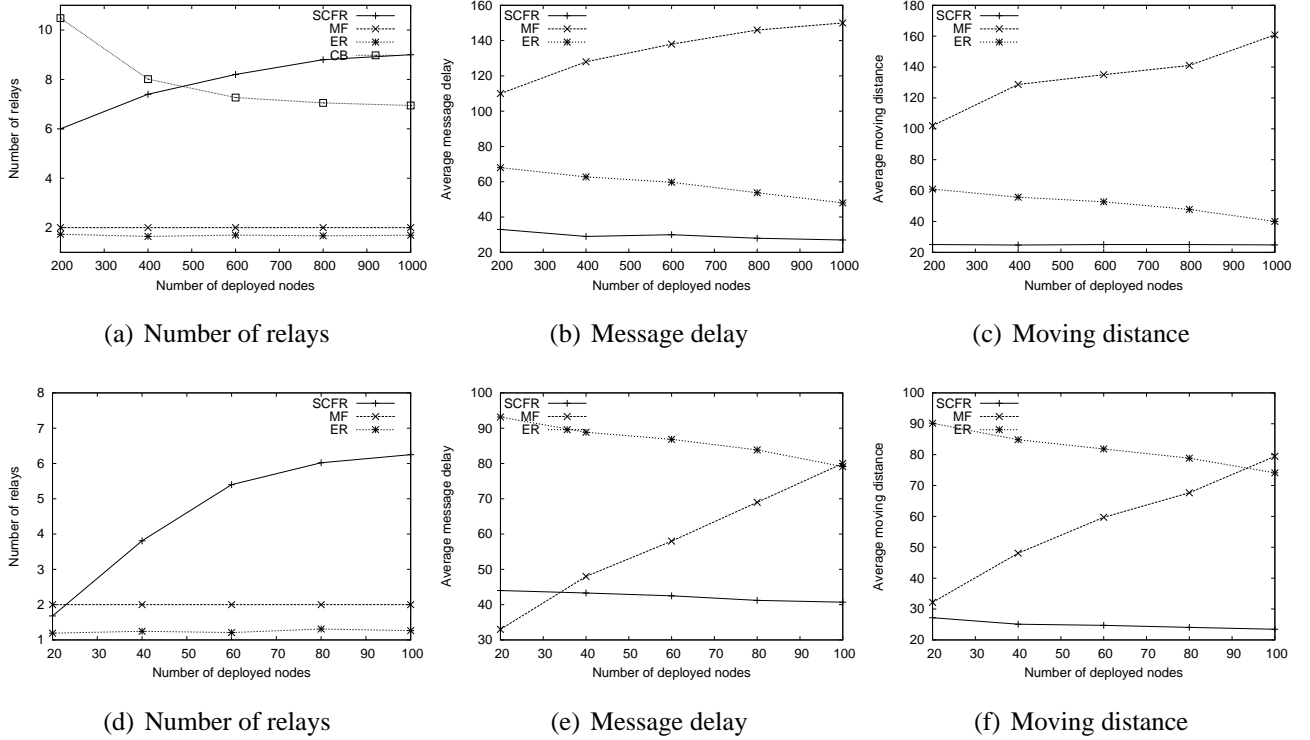 SCFR
MF
ER
CB
Number of relays
10
8
6
4
2
200 300 400 500 600 700 800 900 1000
Number of deployed nodes
(a) Number of relays
SCFR
MF
ER
Average message delay
160
140
120
100
80
60
40
20
200 300 400 500 600 700 800 900 1000
Number of deployed nodes
(b) Message delay
SCFR
MF
ER
Average moving distance
180
160
140
120
100
80
60
40
20
200 300 400 500 600 700 800 900 1000
Number of deployed nodes
(c) Moving distance
SCFR
MF
ER
Number of relays
8
7
6
5
4
3
2
1
20 30 40 50 60 70 80 90 100
Number of deployed nodes
(d) Number of relays
SCFR
MF
ER
Average message delay
100
90
80
70
60
50
40
30
20 30 40 50 60 70 80 90 100
Number of deployed nodes
(e) Message delay
SCFR
MF
ER
Average moving distance
100
90
80
70
60
50
40
30
20
20 30 40 50 60 70 80 90 100
Number of deployed nodes
(f) Moving distance